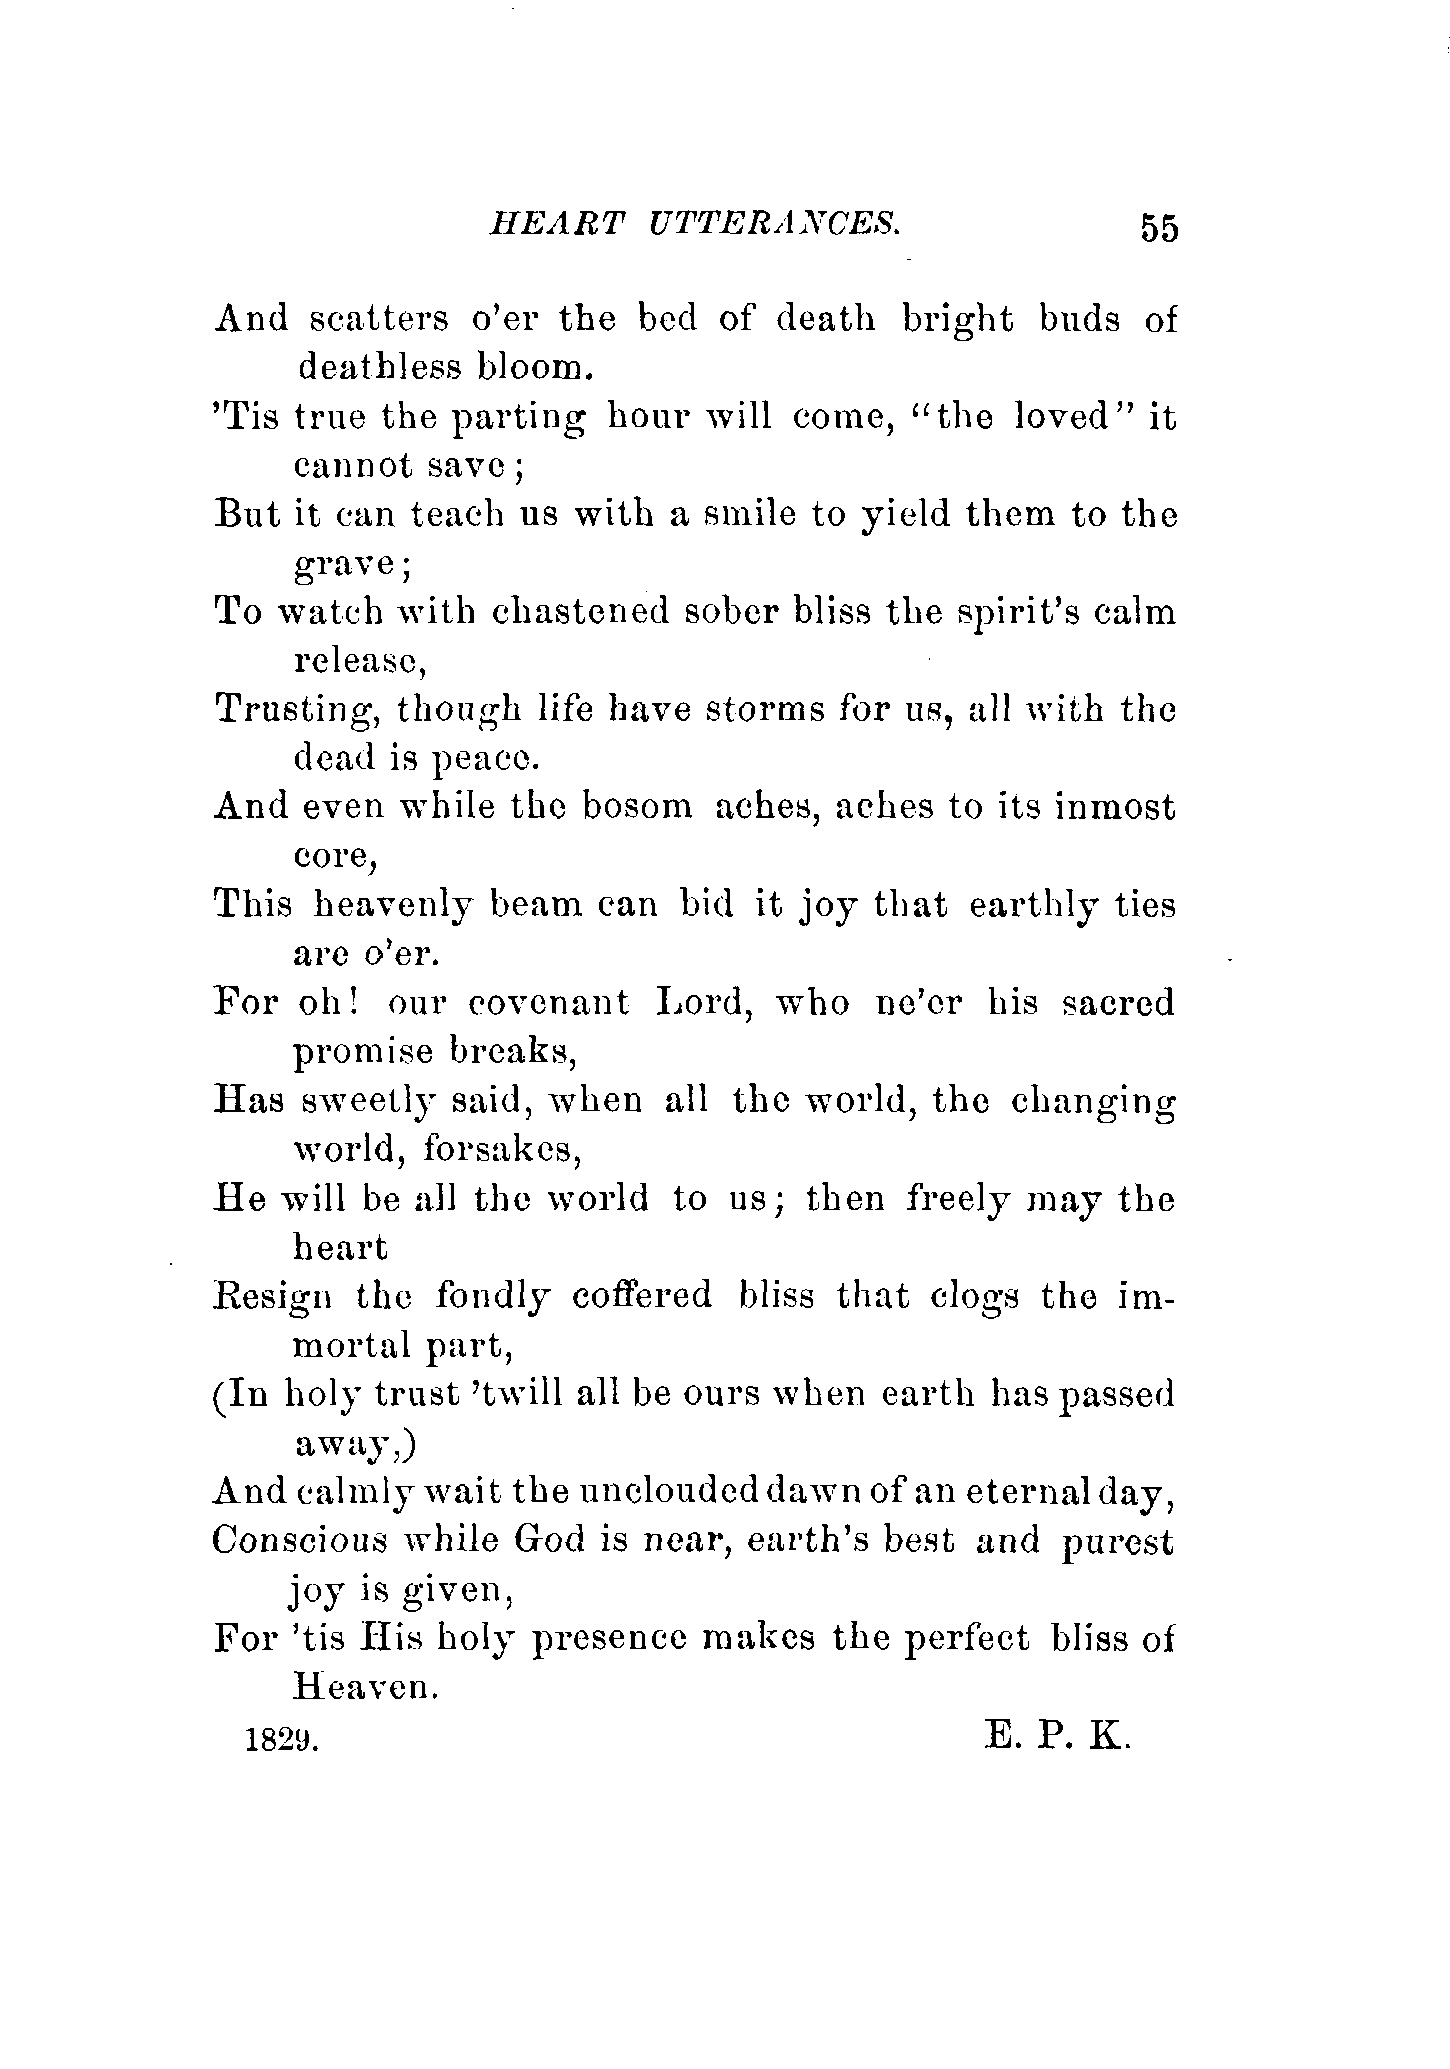 HEART UTTERANCES. 55
And scatters o'er the bed of death bright buds of
deathless bloom.
'Tis true the parting hour will come, "the loved" it
cannot save;
But it can teach us with a smile to yield them to the
grave;
To watch with chastened sober bliss the spirit's calm
release,
Trusting, though life have storms for us, all with the
dead is peace.
And even while the bosom aches, aches to its inmost
core,
This heavenly beam can bid it joy that earthly ties
are o'er.
For oh! our covenant Lord, who ne'er his sacred
promise breaks,
Has sweetly said, when all the world, the changing
world, forsakes,
He will be all the world to us; then freely may the
heart
Resign the fondly coffered bliss that clogs the im-
mortal part,
(In holy trust 'twill all be ours when earth has passed
away,)
And calmly wait the unclouded dawn of an eternal day,
Conscious while God is near, earth's best and purest
joy is given,
For 'tis His holy presence makes the perfect bliss of
Heaven.
1829. E. P. K.